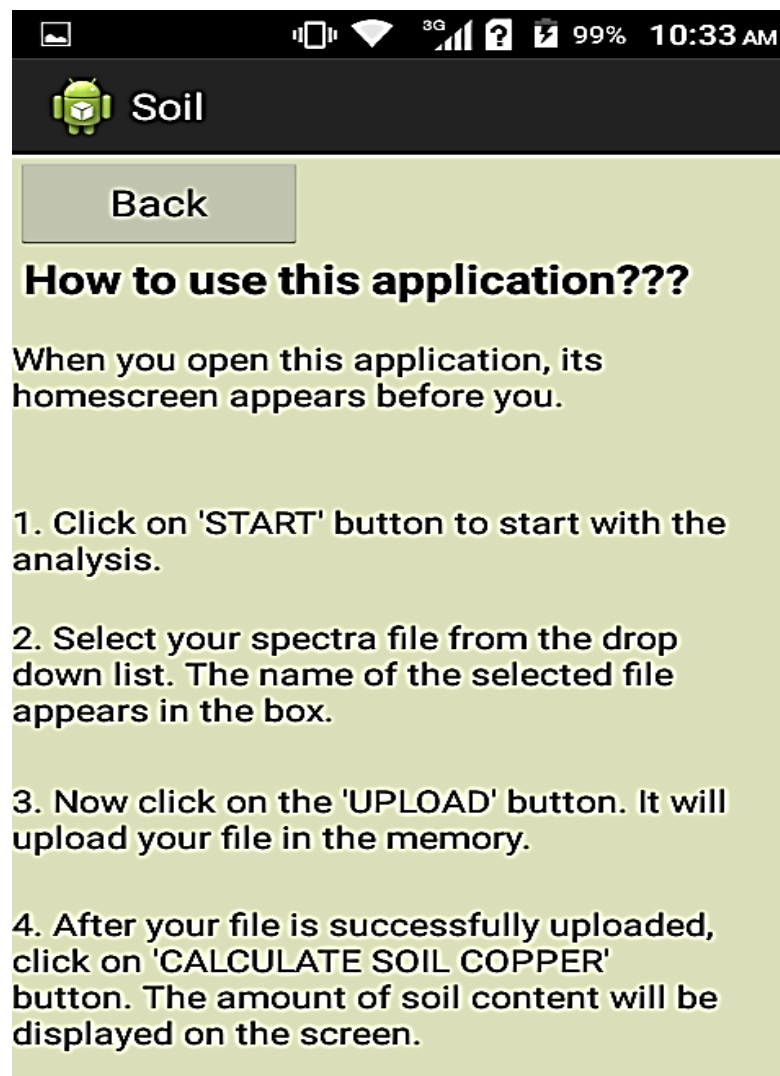 3G 99% 10:33 AM
Soil
Back
How to use this application???
When you open this application, its
homescreen appears before you.
1. Click on 'START' button to start with the
analysis.
2. Select your spectra file from the drop
down list. The name of the selected file
appears in the box.
3. Now click on the 'UPLOAD' button. It will
upload your file in the memory.
4. After your file is successfully uploaded,
click on 'CALCULATE SOIL COPPER'
button. The amount of soil content will be
displayed on the screen.